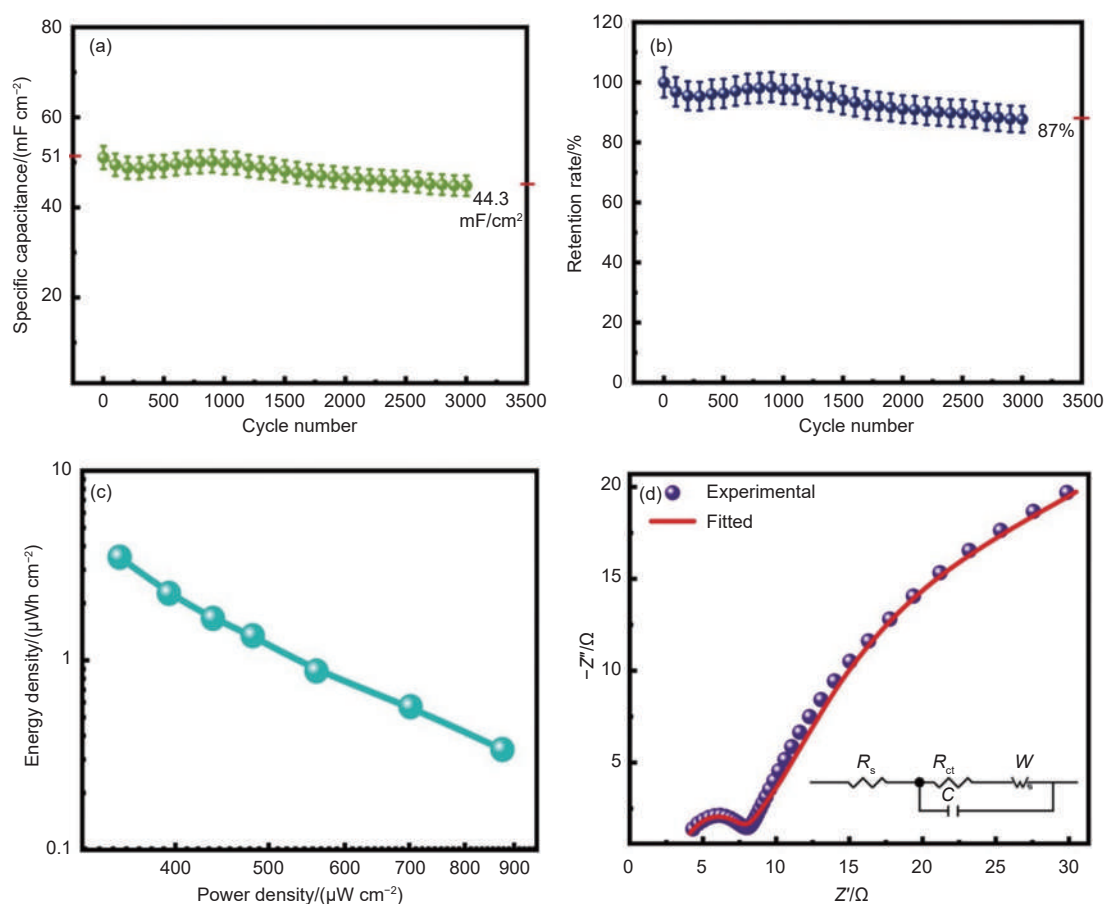 (a)
Specific capacitance/(mF cm⁻²)
80
60
51
40
20
44.3
mF/cm²
0 500 1000 1500 2000 2500 3000 3500
Cycle number
(b)
Retention rate/%
120
100
80
60
40
20
0
87%
0 500 1000 1500 2000 2500 3000 3500
Cycle number
(c)
Energy density/(μWh cm⁻²)
10
1
0.1
400 500 600 700 800 900
Power density/(μW cm⁻²)
(d)
Experimental
Fitted
−Z″/Ω
20
15
10
5
R_s R_ct W_s
C
0 5 10 15 20 25 30
Z′/Ω